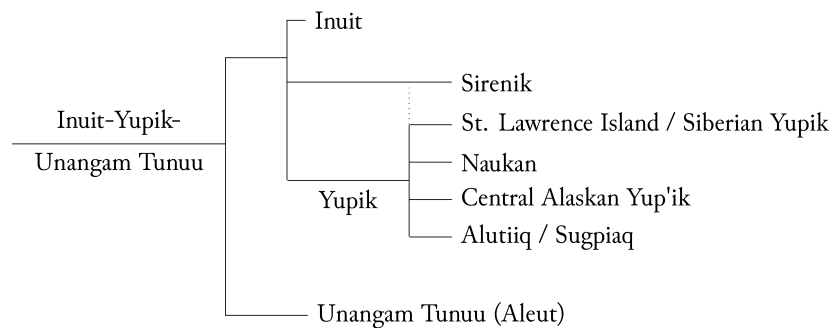 Inuit
Sirenik
Inuit-Yupik-
Unangam Tunuu
St. Lawrence Island / Siberian Yupik
Naukan
Yupik
Central Alaskan Yup'ik
Alutiiq / Sugpiaq
Unangam Tunuu (Aleut)